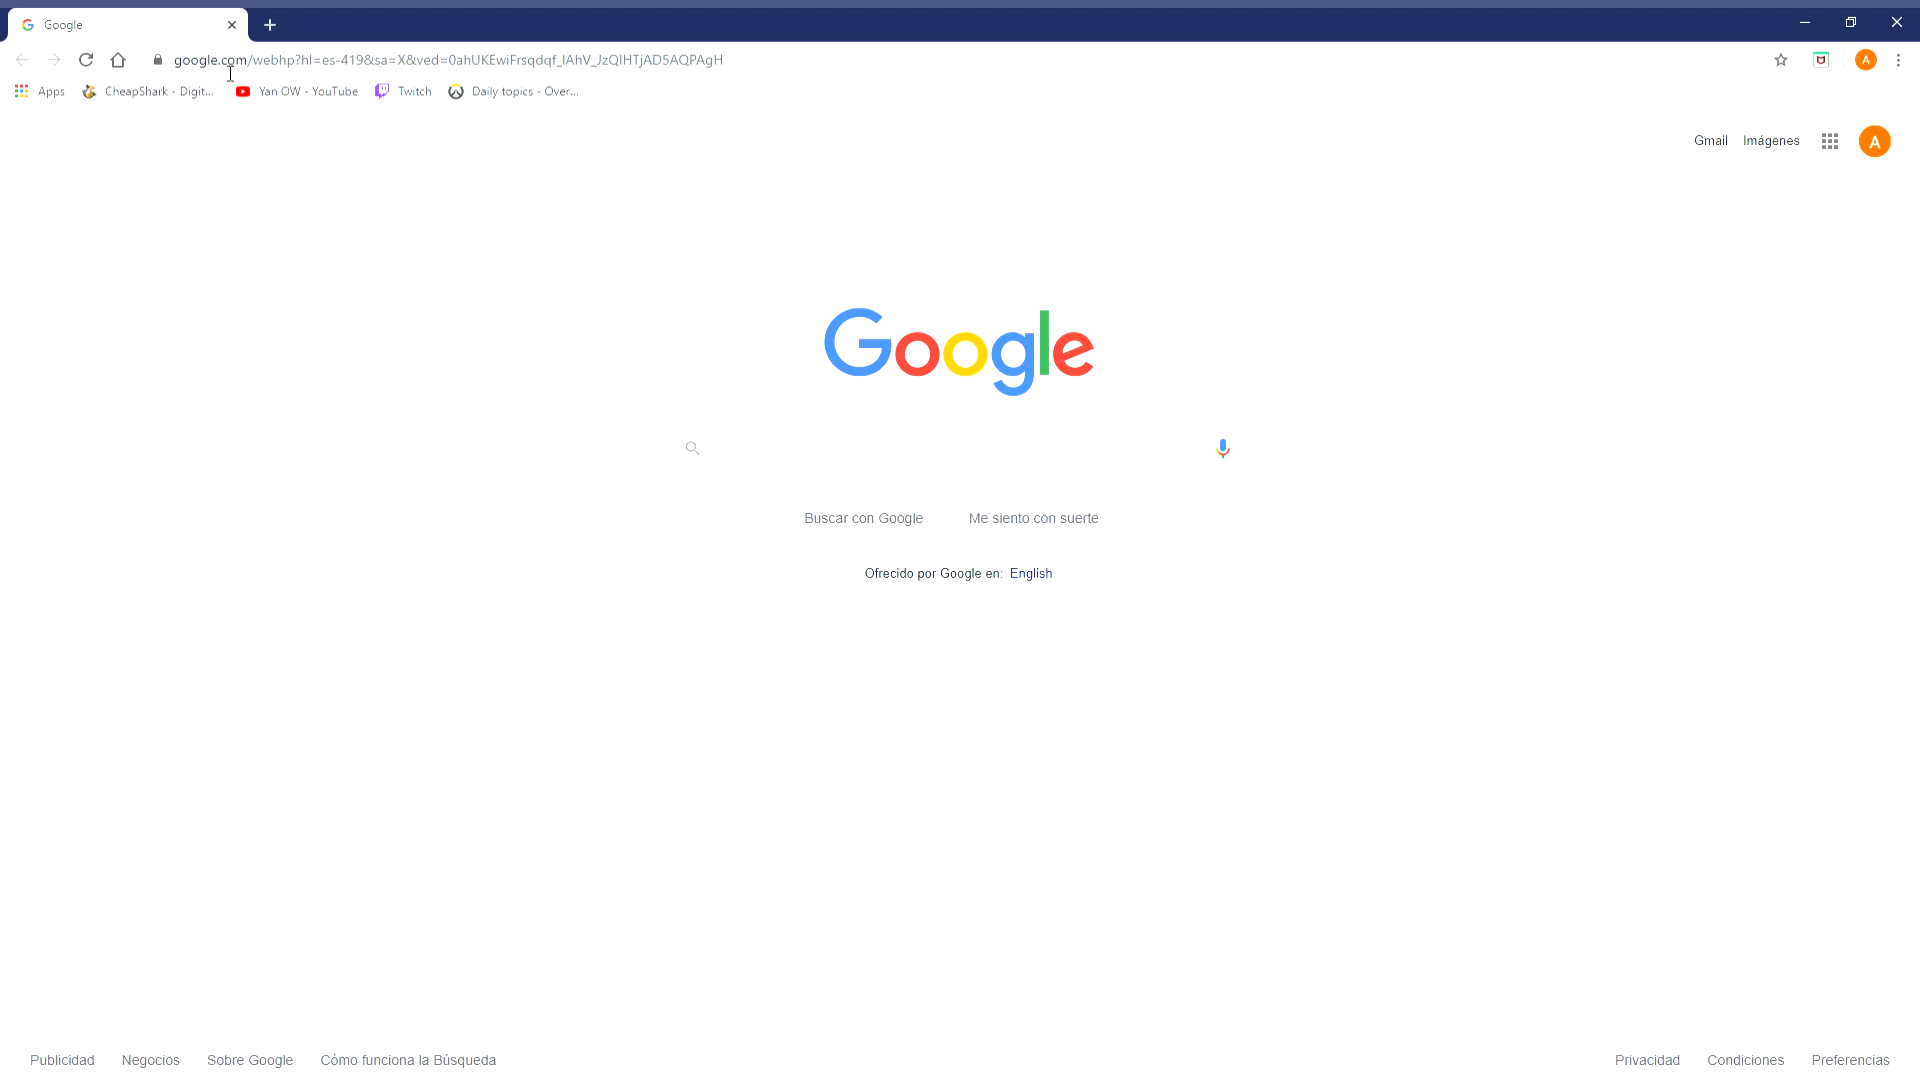 Google
google.com/webhp?hl=es-419&sa=X&ved=0ahUKEwiFrsqdqf_lAhV_JzQIHTjAD5AQPAgH
A
Apps CheapShark - Digit... Yan OW - YouTube Twitch Daily topics - Over...
Gmail Imágenes A
Google
Buscar con Google Me siento con suerte
Ofrecido por Google en: English
Publicidad Negocios Sobre Google Cómo funciona la Búsqueda Privacidad Condiciones Preferencias